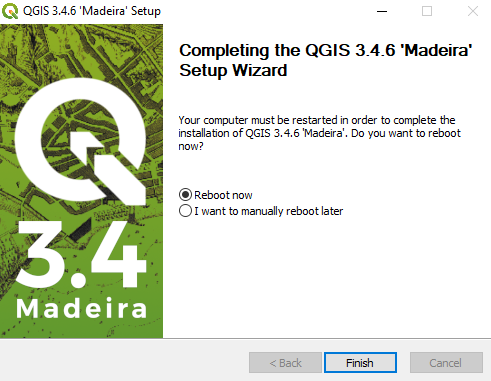 QGIS 3.4.6 'Madeira' Setup
Completing the QGIS 3.4.6 'Madeira'
Setup Wizard
Your computer must be restarted in order to complete the
installation of QGIS 3.4.6 'Madeira'. Do you want to reboot
now?
Reboot now
I want to manually reboot later
3.4
Madeira
< Back
Finish
Cancel